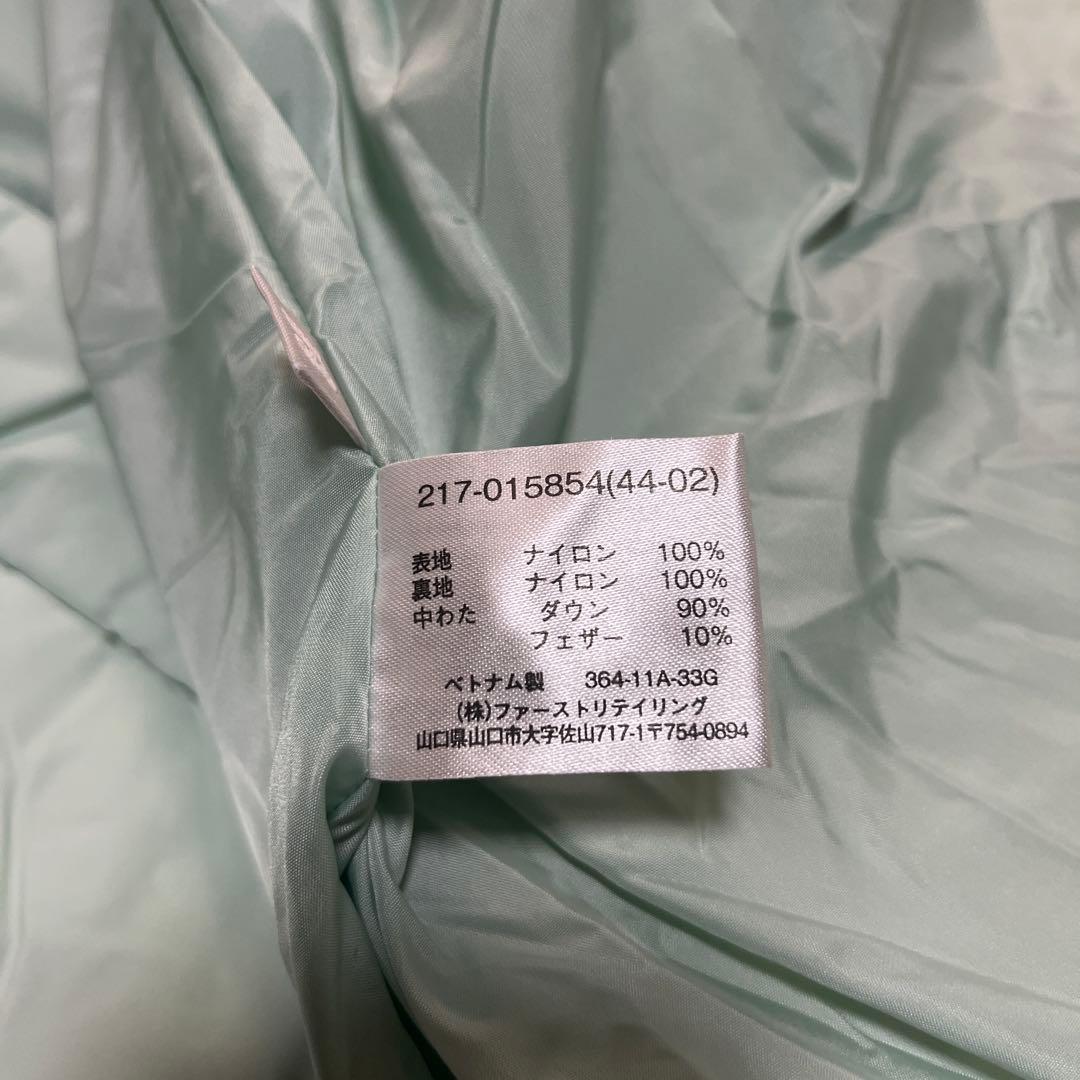 217-015854(44-02)
表地 ナイロン 100%
裏地 ナイロン 100%
中わた ダウン 90%
フェザー 10%
ベトナム製 364-11A-33G
(株)ファーストリテイリング
山口県山口市大字佐山717-1〒754-0894